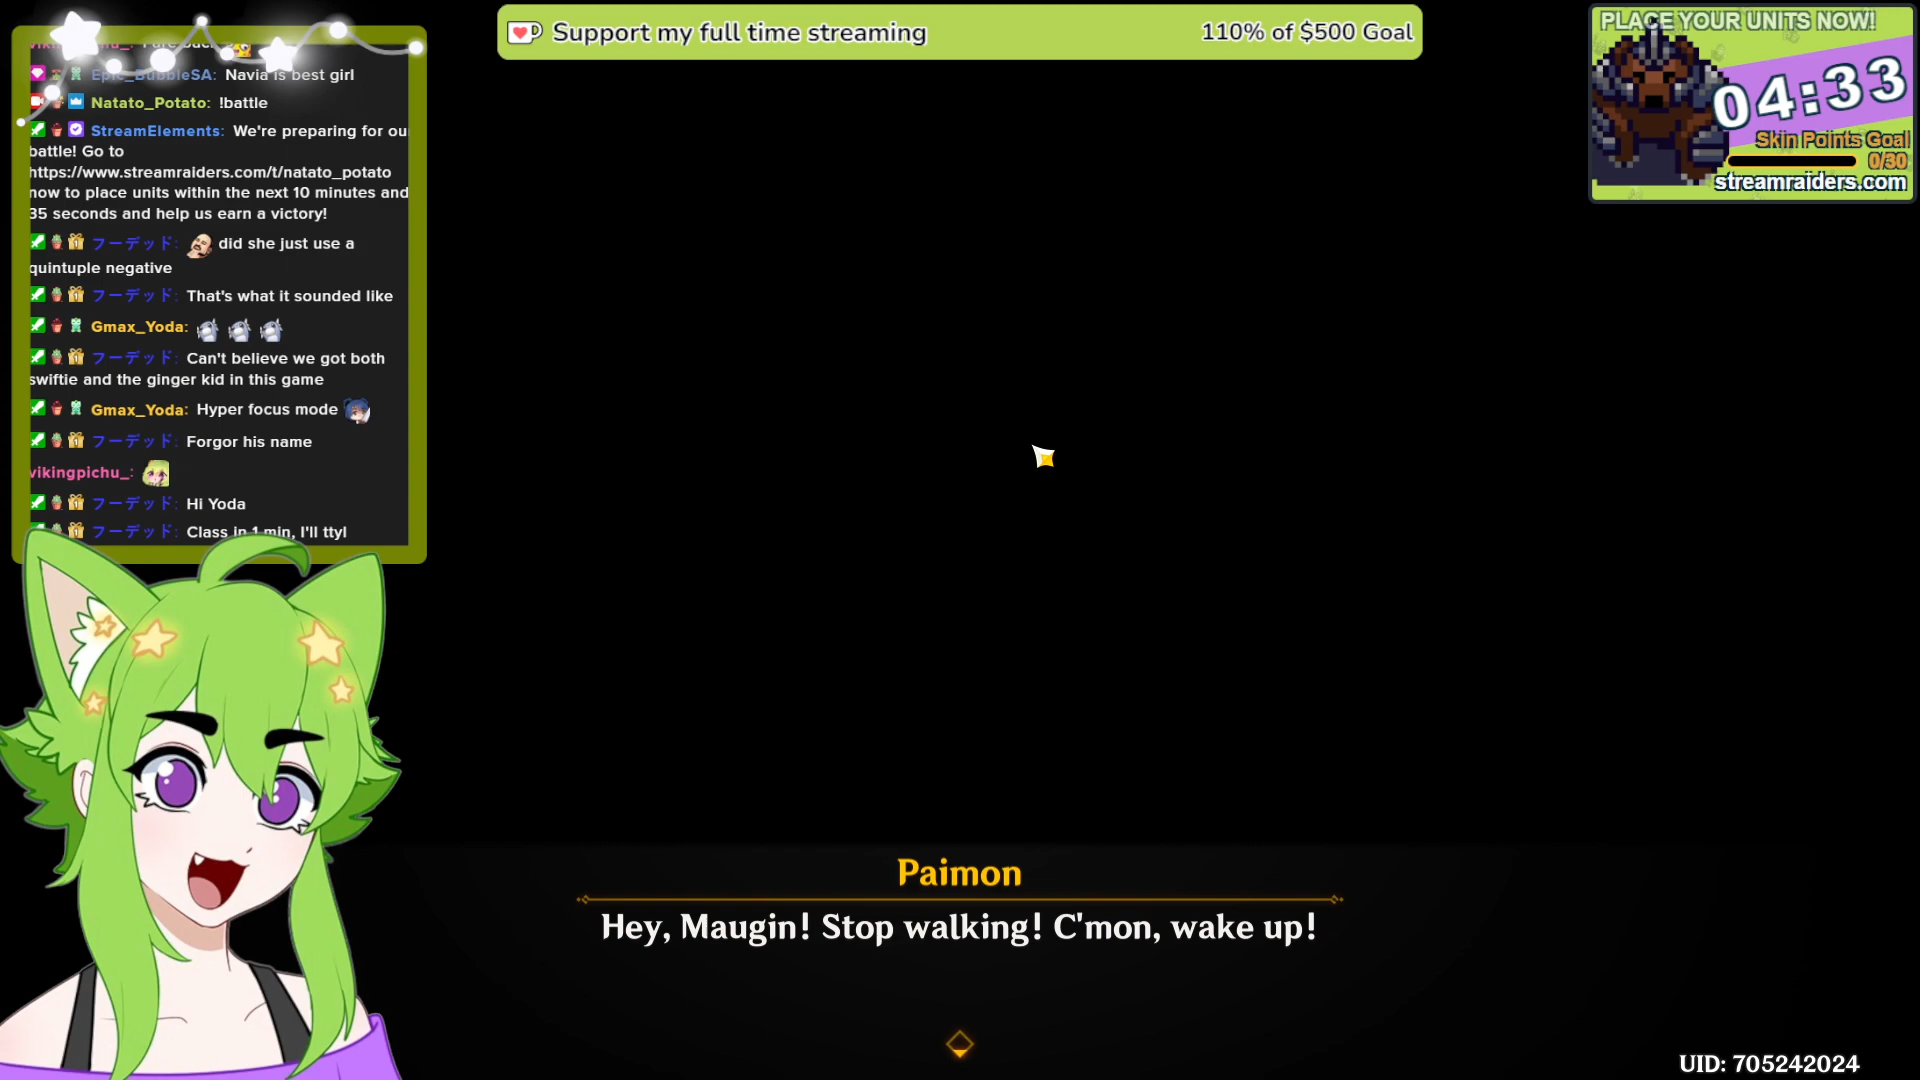 Support my full time streaming
110% of $500 Goal
PLACE YOUR UNITS NOW!
04:33
Skin Points Goal
0/30
streamraiders.com
Epic_BubbleSA: Navia is best girl
Natato_Potato: !battle
StreamElements: We're preparing for our
battle! Go to
https://www.streamraiders.com/t/natato_potato
now to place units within the next 10 minutes and
35 seconds and help us earn a victory!
フーデッド: did she just use a
quintuple negative
フーデッド: That's what it sounded like
Gmax_Yoda:
フーデッド: Can't believe we got both
swiftie and the ginger kid in this game
Gmax_Yoda: Hyper focus mode
フーデッド: Forgor his name
vikingpichu_:
フーデッド: Hi Yoda
フーデッド: Class in 1 min, I'll ttyl
Paimon
Hey, Maugin! Stop walking! C'mon, wake up!
UID: 705242024